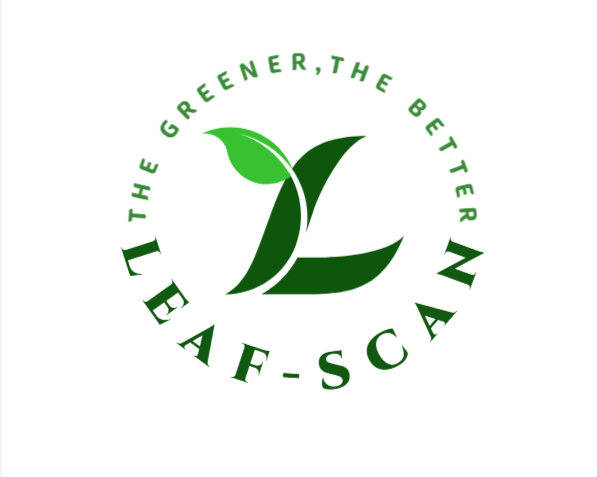 THE GREENER,THE BETTER
L
LEAF-SCAN